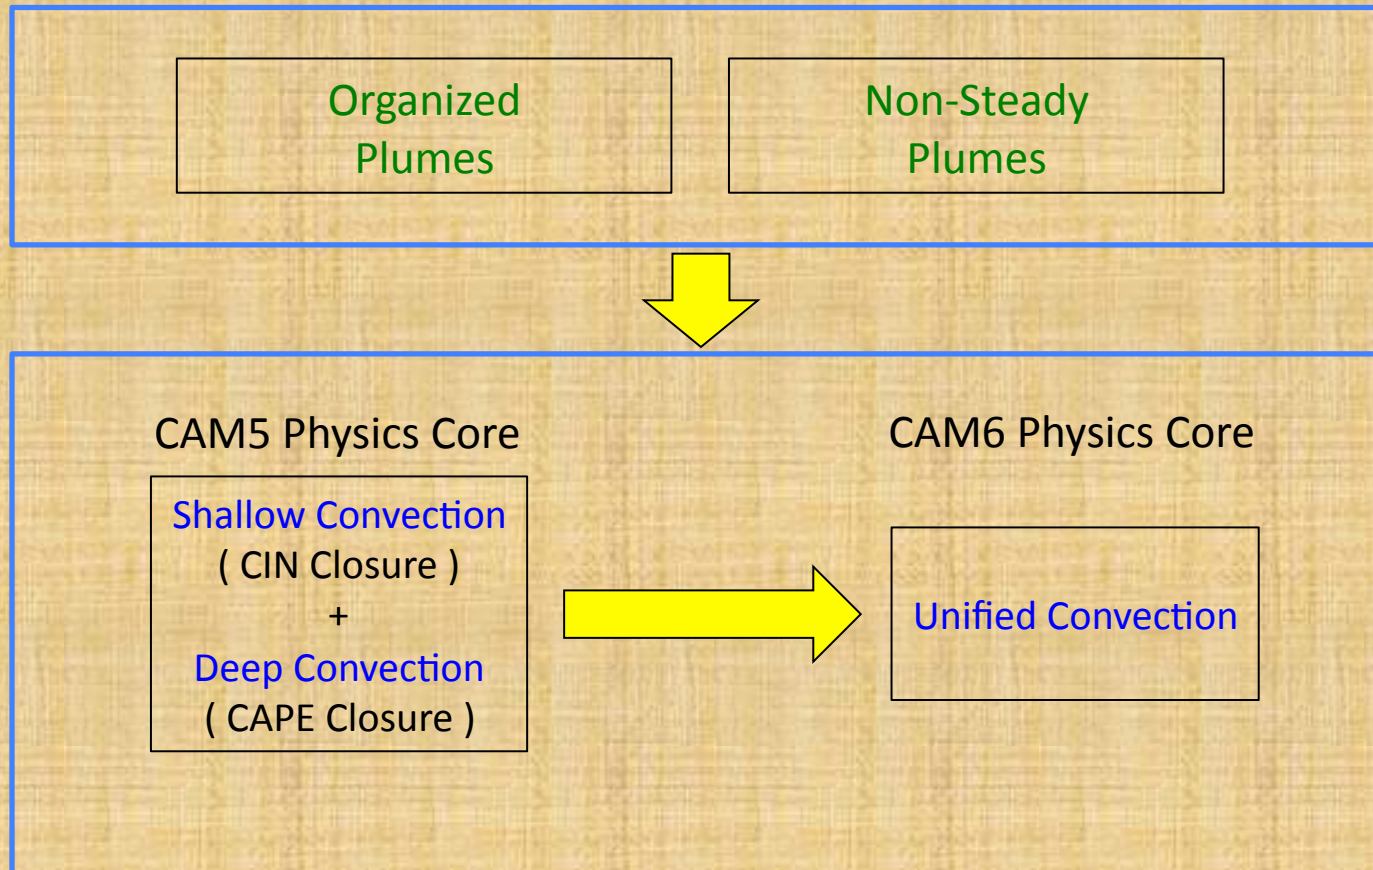 Organized
Plumes
Non-Steady
Plumes
CAM5 Physics Core
Shallow Convection
( CIN Closure )
+
Deep Convection
( CAPE Closure )
CAM6 Physics Core
Unified Convection